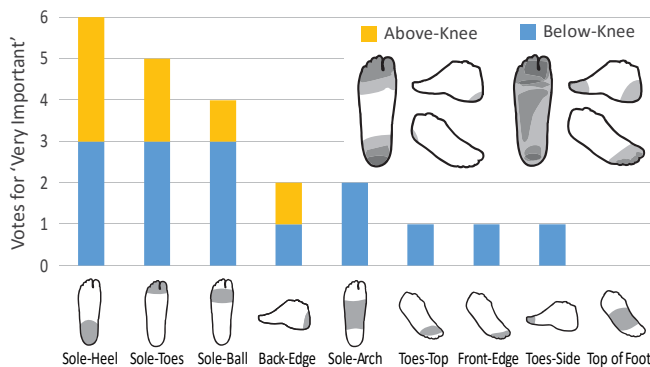 Above-Knee
Below-Knee
Votes for 'Very Important'
6
5
4
3
2
1
0
Sole-Heel
Sole-Toes
Sole-Ball
Back-Edge
Sole-Arch
Toes-Top
Front-Edge
Toes-Side
Top of Foot